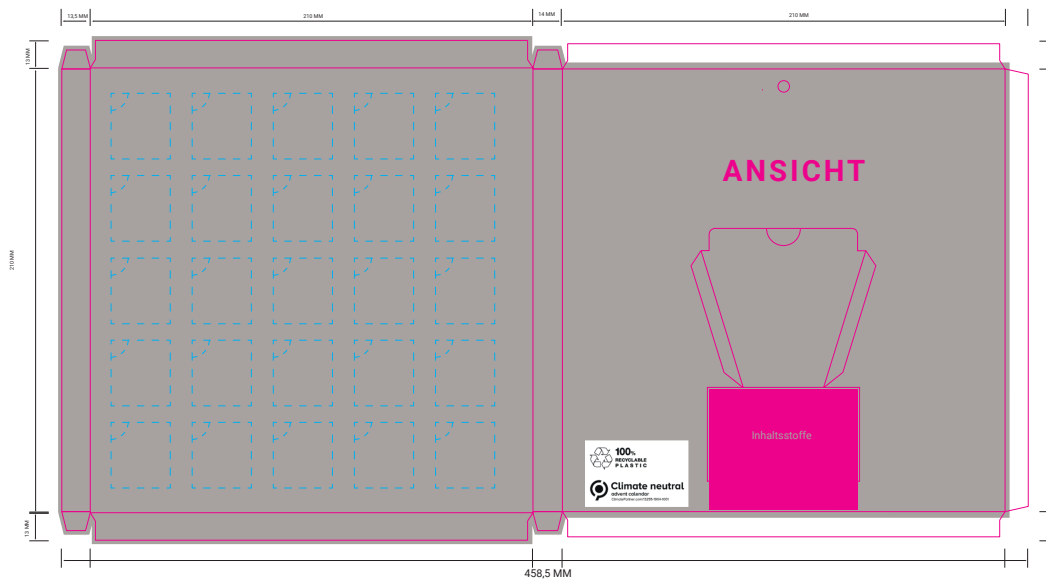 13,5 MM
210 MM
14 MM
210 MM
13 MM
210 MM
13 MM
ANSICHT
Inhaltsstoffe
100%
RECYCLABLE
PLASTIC
Climate neutral
advent calendar
458,5 MM